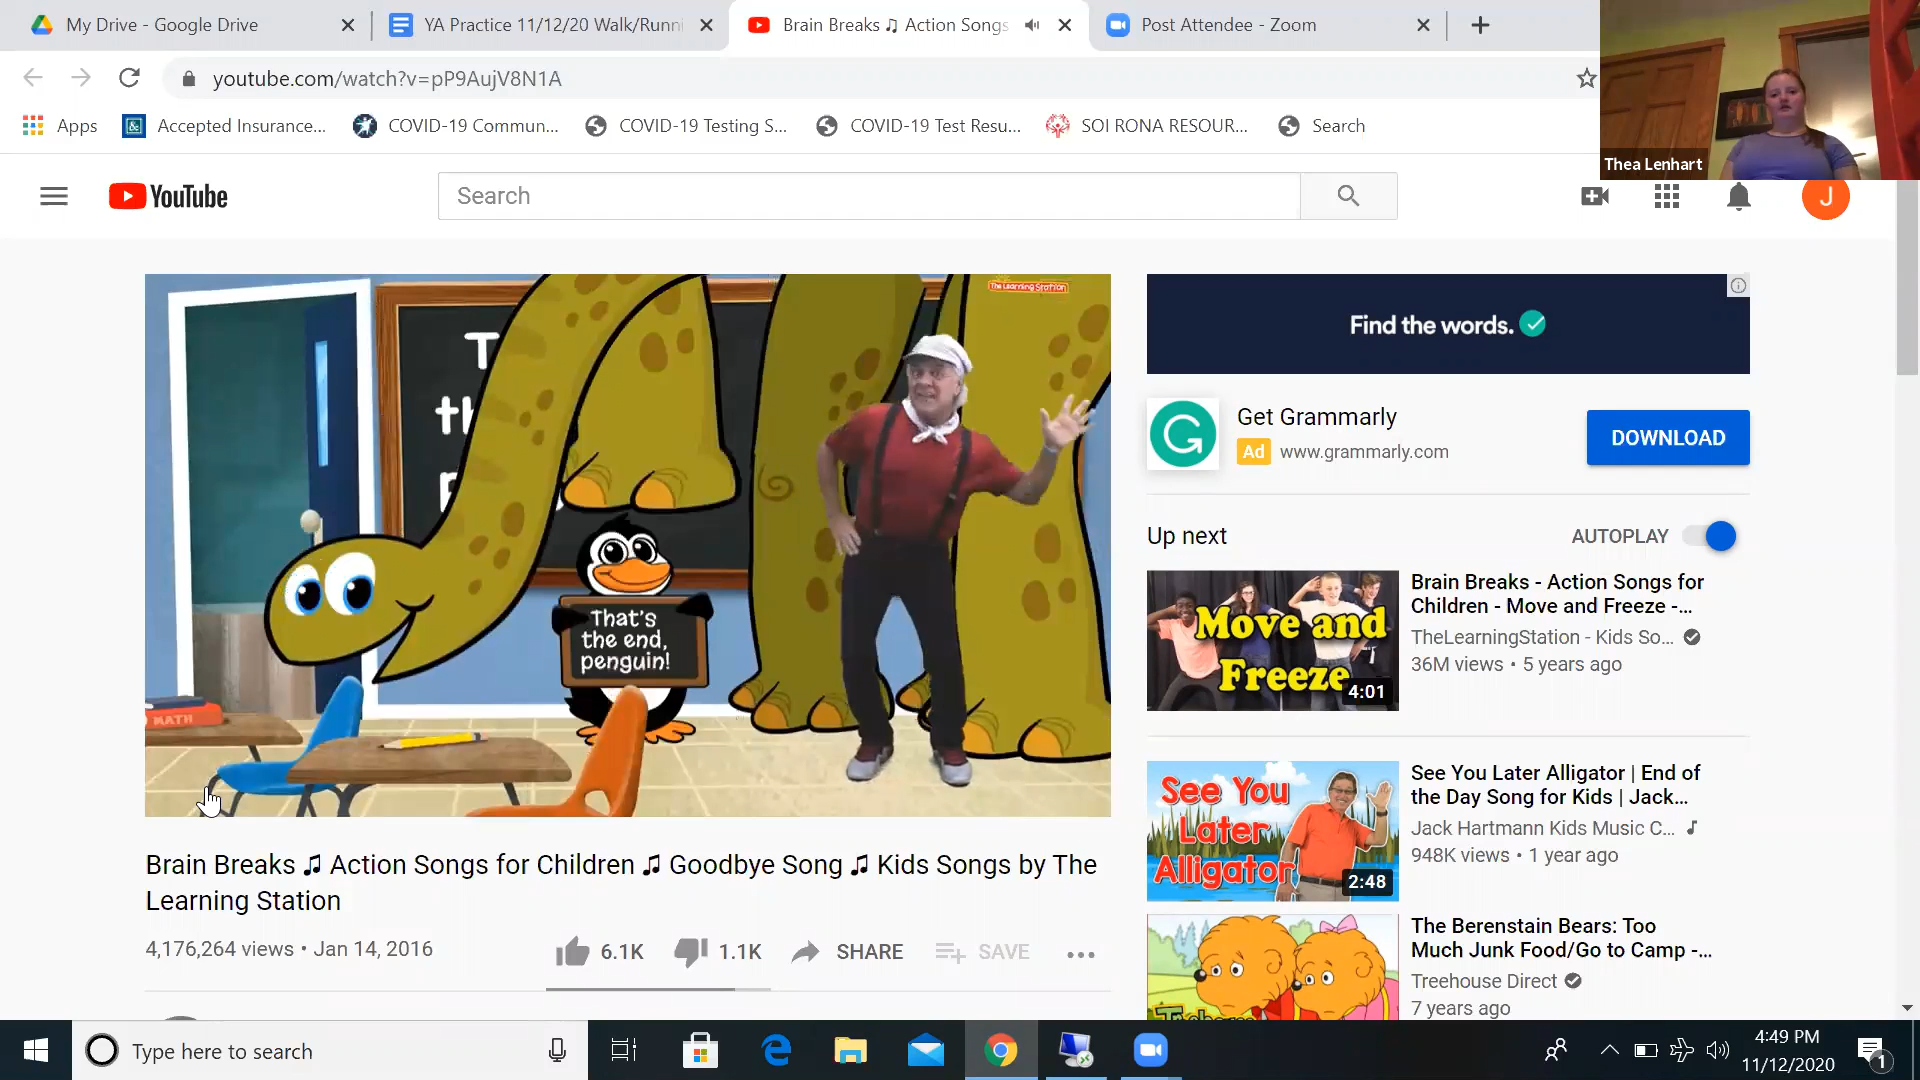 My Drive - Google Drive
YA Practice 11/12/20 Walk/Runni
Brain Breaks ♫ Action Songs
Post Attendee - Zoom
youtube.com/watch?v=pP9AujV8N1A
Apps
Accepted Insurance...
COVID-19 Commun...
COVID-19 Testing S...
COVID-19 Test Resu...
SOI RONA RESOUR...
Search
Thea Lenhart
YouTube
Search
J
The Learning Station
T
th
That's
the end,
penguin!
MATH
Find the words.
Get Grammarly
Ad www.grammarly.com
DOWNLOAD
Up next
AUTOPLAY
Move and
Freeze
4:01
Brain Breaks - Action Songs for
Children - Move and Freeze -...
TheLearningStation - Kids So...
36M views • 5 years ago
See You
Later
Alligator
2:48
See You Later Alligator | End of
the Day Song for Kids | Jack...
Jack Hartmann Kids Music C...
948K views • 1 year ago
The Berenstain Bears: Too
Much Junk Food/Go to Camp -...
Treehouse Direct
7 years ago
Brain Breaks ♫ Action Songs for Children ♫ Goodbye Song ♫ Kids Songs by The
Learning Station
4,176,264 views • Jan 14, 2016
6.1K
1.1K
SHARE
SAVE
Type here to search
4:49 PM
11/12/2020
1